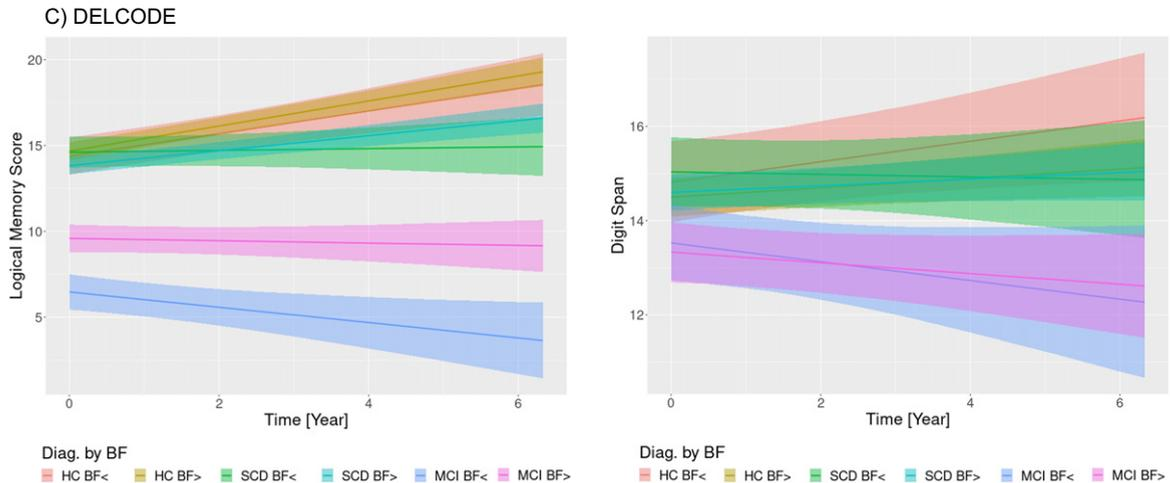 C) DELCODE
Logical Memory Score
20
15
10
5
0 2 4 6
Time [Year]
Diag. by BF
HC BF< HC BF> SCD BF< SCD BF> MCI BF< MCI BF>
Digit Span
16
14
12
0 2 4 6
Time [Year]
Diag. by BF
HC BF< HC BF> SCD BF< SCD BF> MCI BF< MCI BF>